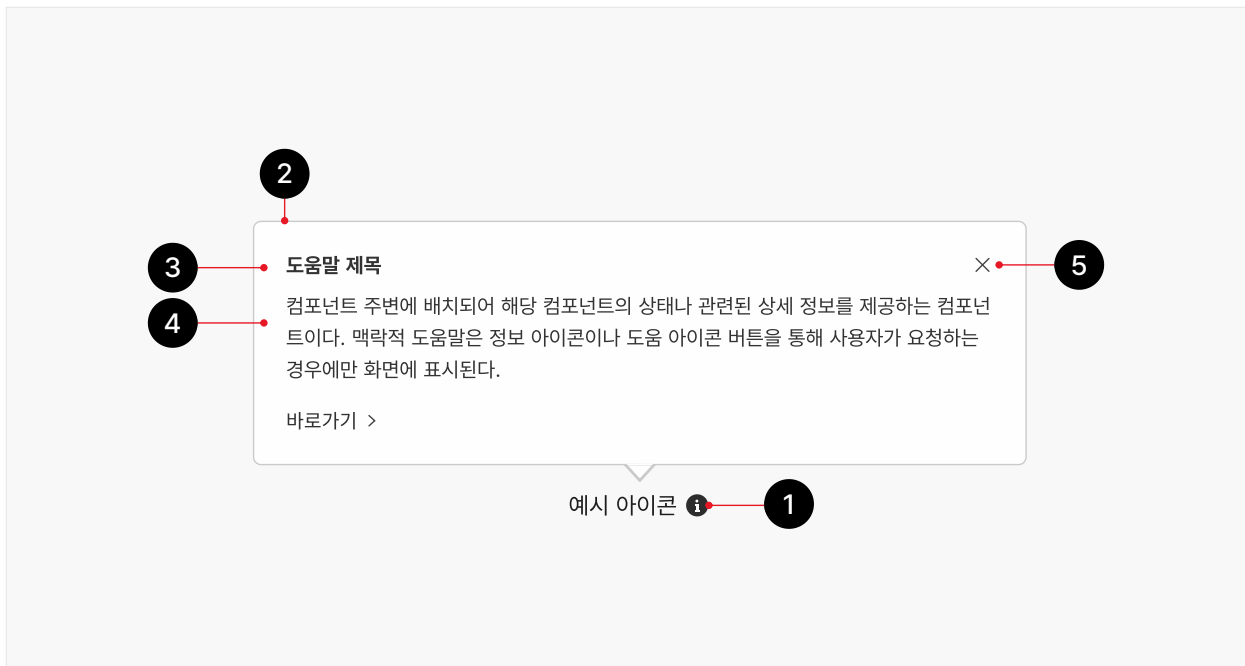 2
도움말 제목
3
5
컴포넌트 주변에 배치되어 해당 컴포넌트의 상태나 관련된 상세 정보를 제공하는 컴포넌
4
트이다. 맥락적 도움말은 정보 아이콘이나 도움 아이콘 버튼을 통해 사용자가 요청하는
경우에만 화면에 표시된다.
바로가기 >
예시 아이콘 i
1